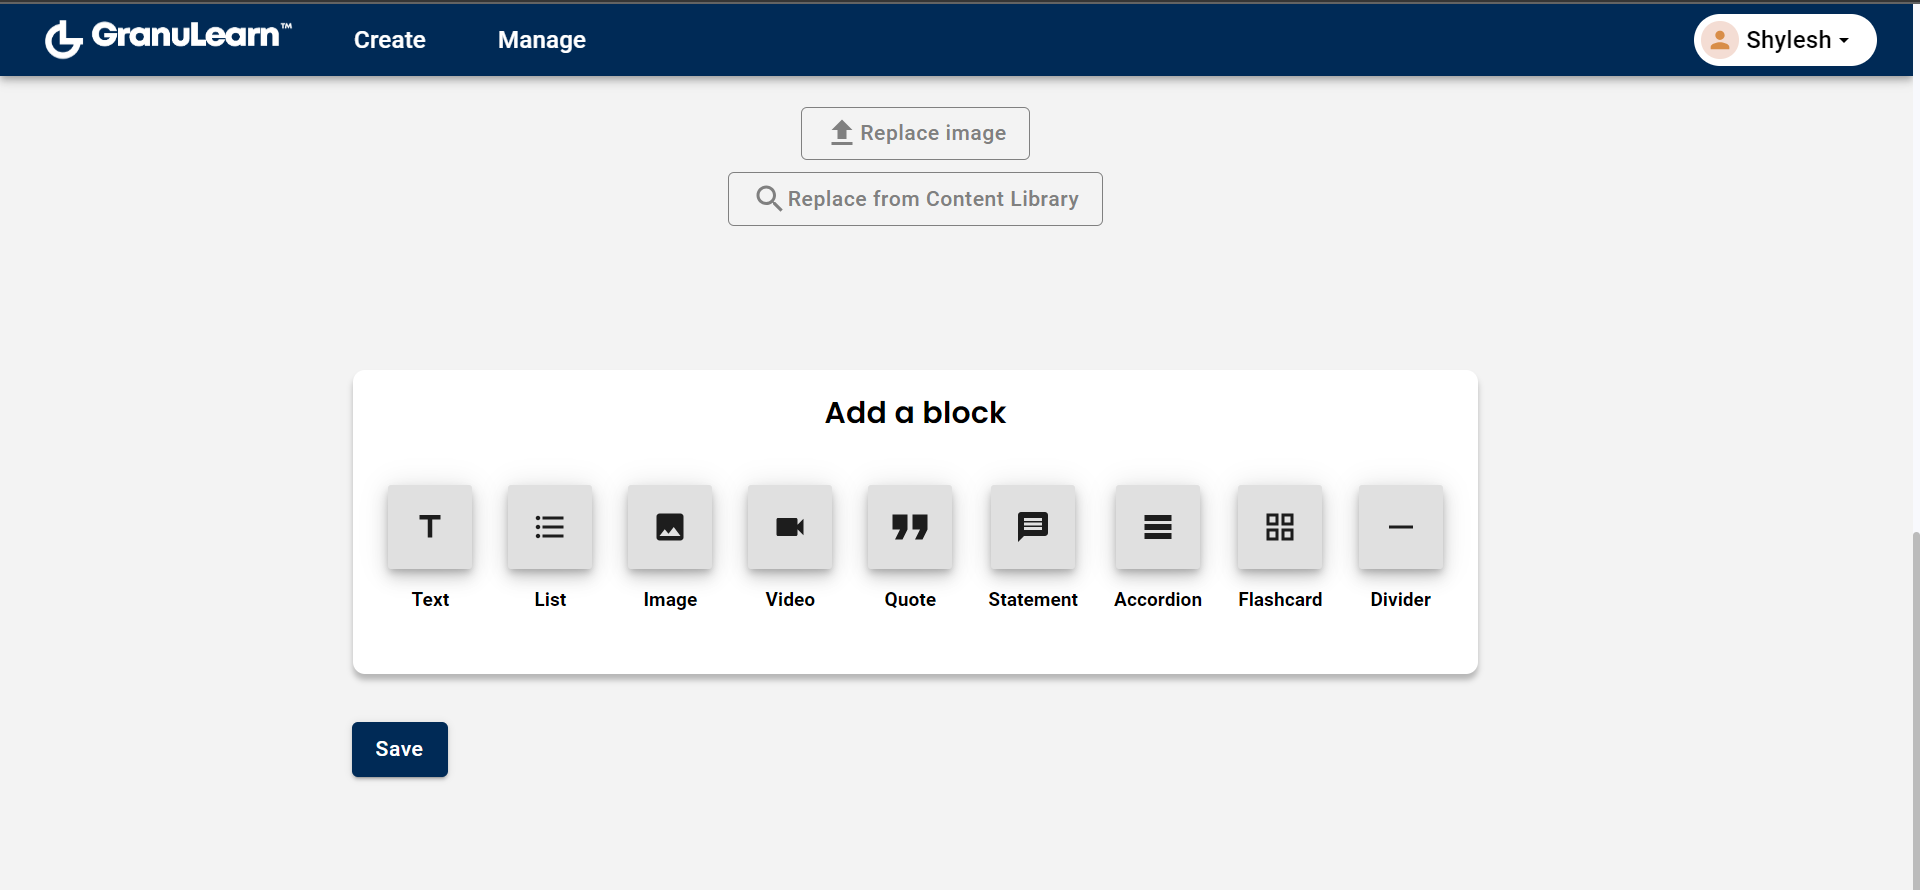 GranuLearn™ Create Manage Shylesh
Replace image
Replace from Content Library
Add a block
Text List Image Video Quote Statement Accordion Flashcard Divider
Save